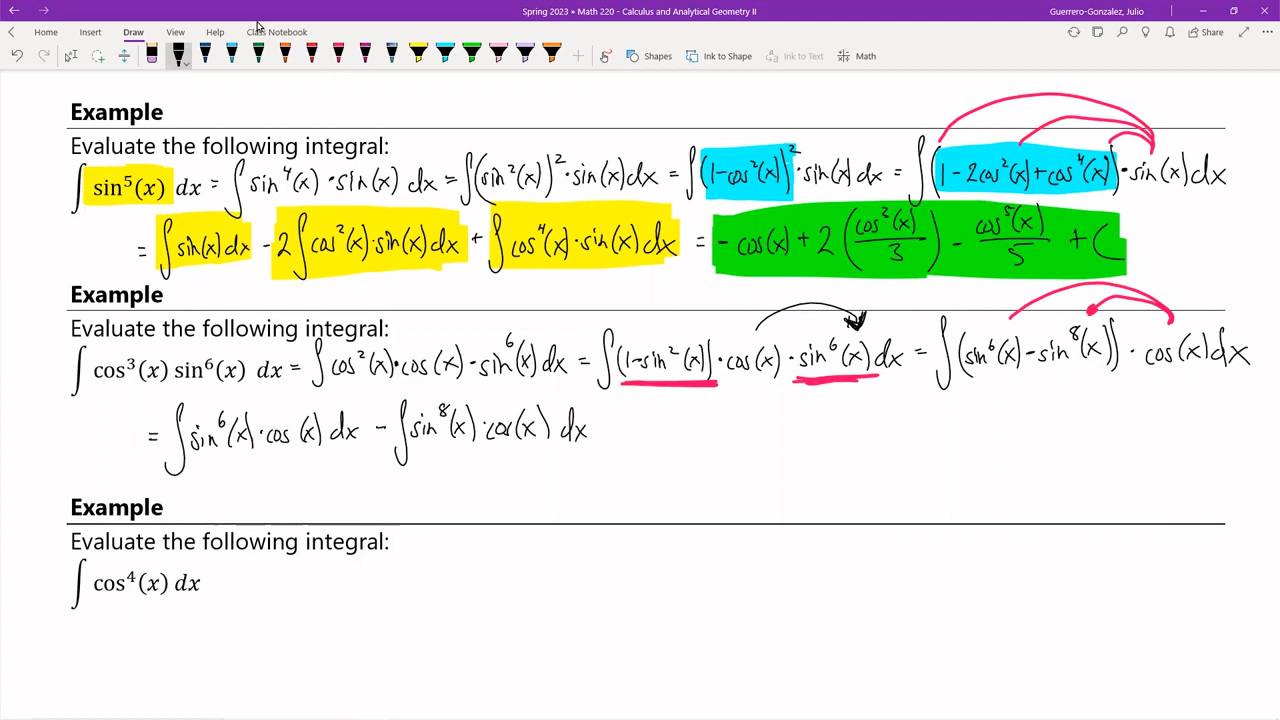 Spring 2023 » Math 220 - Calculus and Analytical Geometry II
Guerrero-Gonzalez, Julio
Home Insert Draw View Help Class Notebook Share
Shapes Ink to Shape Ink to Text Math
Example
Evaluate the following integral:
∫ sin⁵(x) dx = ∫ sin⁴(x) · sin(x) dx = ∫ (sin²(x))² · sin(x) dx = ∫ (1-cos²(x))² · sin(x) dx = ∫ (1 - 2cos²(x) + cos⁴(x)) · sin(x) dx
= ∫ sin(x) dx - 2 ∫ cos²(x) · sin(x) dx + ∫ cos⁴(x) · sin(x) dx = - cos(x) + 2 (cos³(x)/3) - cos⁵(x)/5 + C
Example
Evaluate the following integral:
∫ cos³(x) sin⁶(x) dx = ∫ cos²(x) · cos(x) · sin⁶(x) dx = ∫ (1-sin²(x)) · cos(x) · sin⁶(x) dx = ∫ (sin⁶(x) - sin⁸(x)) · cos(x) dx
= ∫ sin⁶(x) · cos(x) dx - ∫ sin⁸(x) · cos(x) dx
Example
Evaluate the following integral:
∫ cos⁴(x) dx